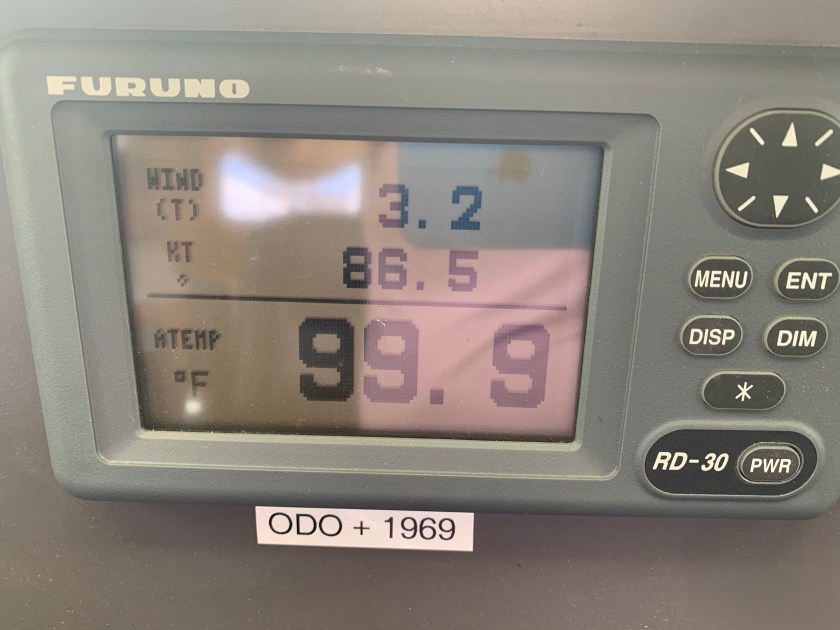 FURUNO
WIND 3.2
(T)
KT 86.5
°
ATEMP 99.9
°F
MENU ENT
DISP DIM
*
RD-30 PWR
ODO + 1969